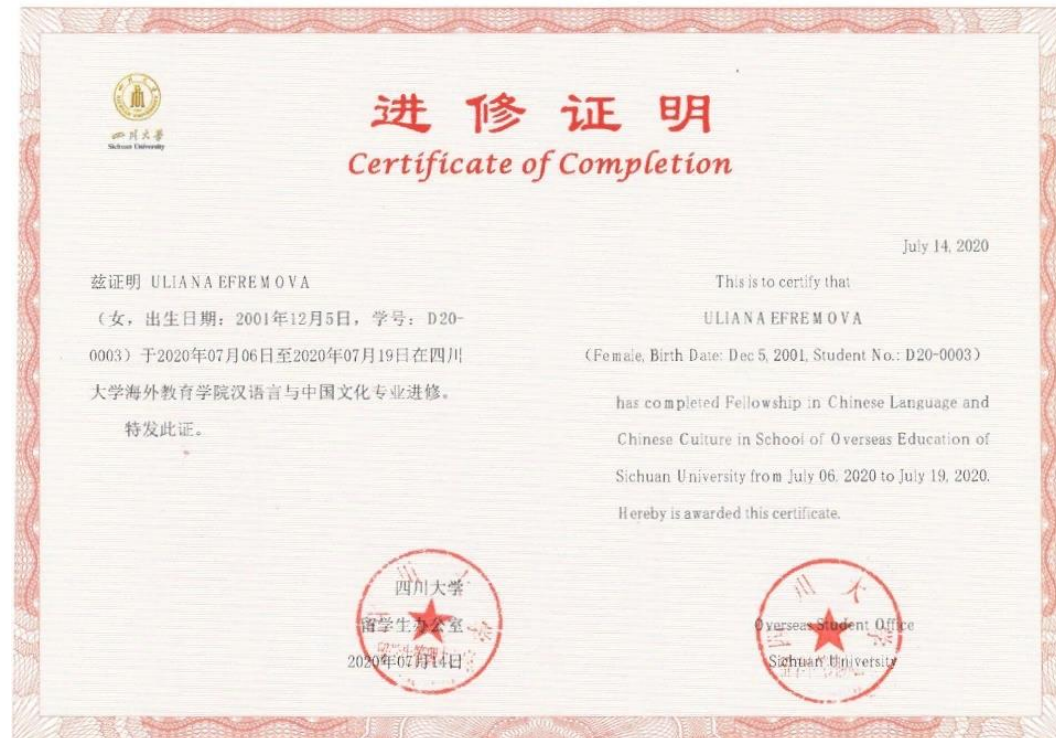 四川大学
Sichuan University
进修证明
Certificate of Completion
兹证明 ULIANA EFREMOVA
（女，出生日期：2001年12月5日，学号：D20-
0003）于2020年07月06日至2020年07月19日在四川
大学海外教育学院汉语言与中国文化专业进修。
特发此证。
四川大学
留学生办公室
2020年07月14日
July 14, 2020
This is to certify that
ULIANA EFREMOVA
(Female, Birth Date: Dec 5, 2001, Student No.: D20-0003)
has completed Fellowship in Chinese Language and
Chinese Culture in School of Overseas Education of
Sichuan University from July 06. 2020 to July 19, 2020.
Hereby is awarded this certificate.
Overseas Student Office
Sichuan University
四川大学